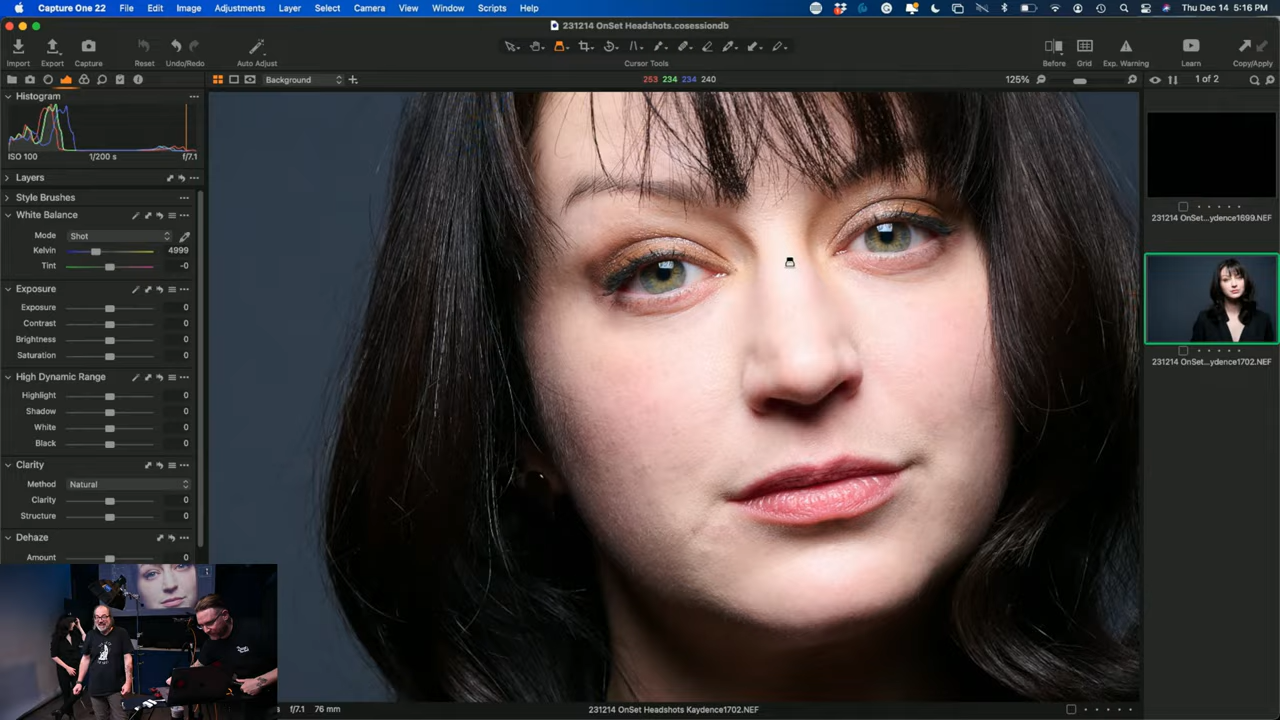 Capture One 22 File Edit Image Adjustments Layer Select Camera View Window Scripts Help Thu Dec 14 5:16 PM
231214 OnSet Headshots.cosessiondb
Import Export Capture Reset Undo/Redo Auto Adjust Cursor Tools Before Grid Exp. Warning Learn Copy/Apply
Background 253 234 234 240 125% 1 of 2
Histogram
ISO 100 1/200 s f/7.1
Layers
Style Brushes
White Balance
Mode Shot
Kelvin 4999
Tint -0
Exposure
Exposure 0
Contrast 0
Brightness 0
Saturation 0
High Dynamic Range
Highlight 0
Shadow 0
White 0
Black 0
Clarity
Method Natural
Clarity 0
Structure 0
Dehaze
Amount 0
231214 OnSet...ydence1699.NEF
231214 OnSet...ydence1702.NEF
f/7.1 76 mm 231214 OnSet Headshots Kaydence1702.NEF